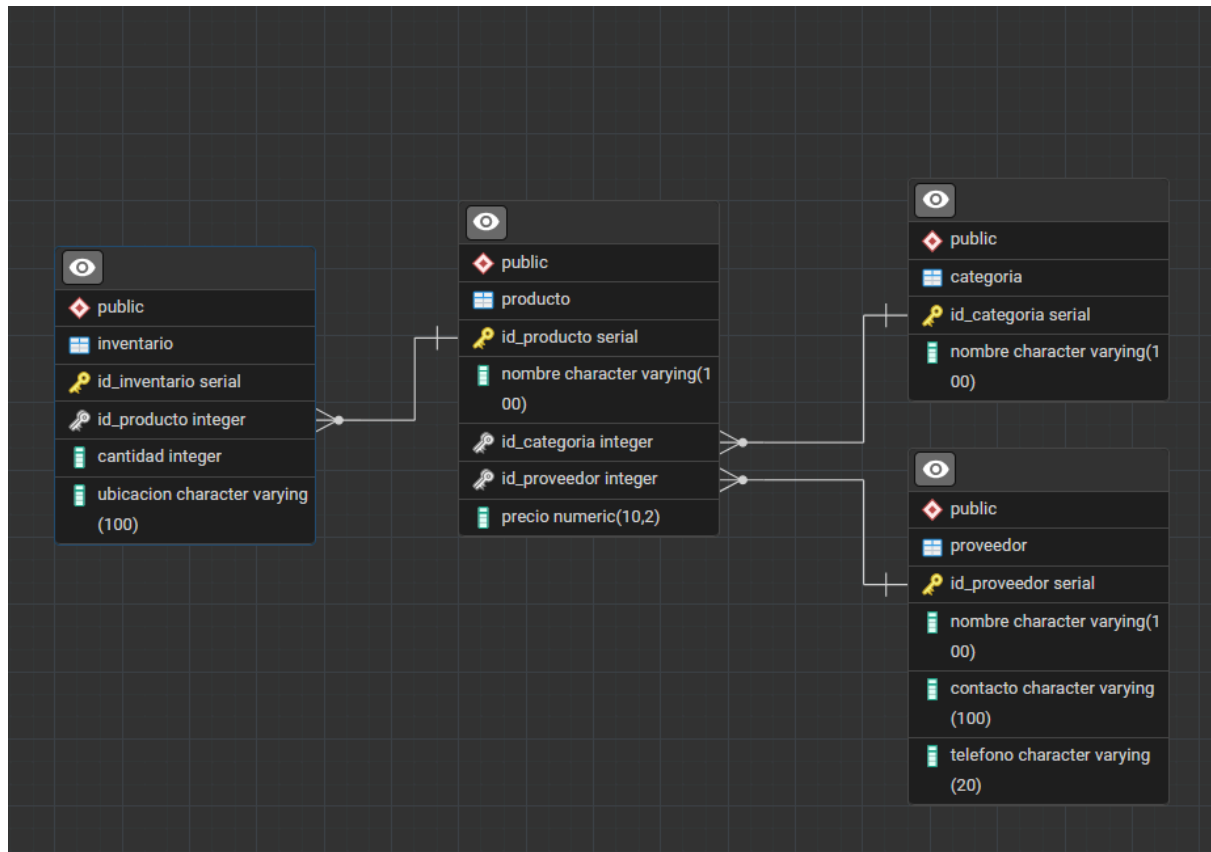 public
inventario
id_inventario serial
id_producto integer
cantidad integer
ubicacion character varying
(100)
public
producto
id_producto serial
nombre character varying(1
00)
id_categoria integer
id_proveedor integer
precio numeric(10,2)
public
categoria
id_categoria serial
nombre character varying(1
00)
public
proveedor
id_proveedor serial
nombre character varying(1
00)
contacto character varying
(100)
telefono character varying
(20)